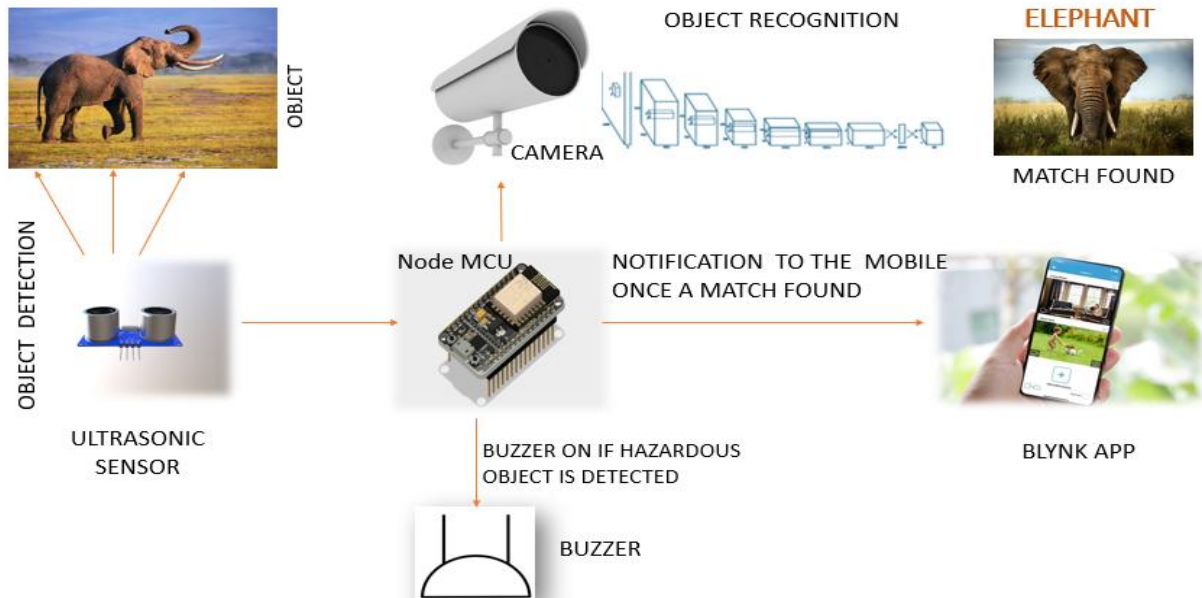 OBJECT RECOGNITION
ELEPHANT
OBJECT
CAMERA
MATCH FOUND
OBJECT DETECTION
Node MCU
NOTIFICATION TO THE MOBILE
ONCE A MATCH FOUND
ULTRASONIC
SENSOR
BUZZER ON IF HAZARDOUS
OBJECT IS DETECTED
BLYNK APP
BUZZER